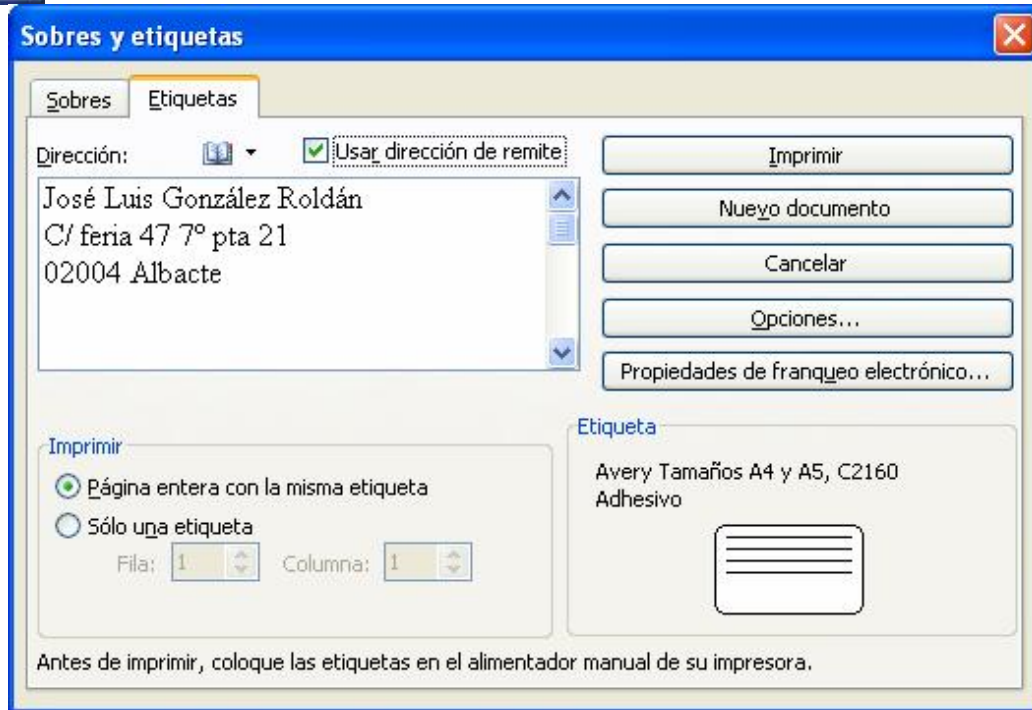 Sobres y etiquetas
Sobres
Etiquetas
Dirección:
Usar dirección de remite
José Luis González Roldán
C/ feria 47 7º pta 21
02004 Albacte
Imprimir
Nuevo documento
Cancelar
Opciones...
Propiedades de franqueo electrónico...
Imprimir
Página entera con la misma etiqueta
Sólo una etiqueta
Fila: 1 Columna: 1
Etiqueta
Avery Tamaños A4 y A5, C2160
Adhesivo
Antes de imprimir, coloque las etiquetas en el alimentador manual de su impresora.